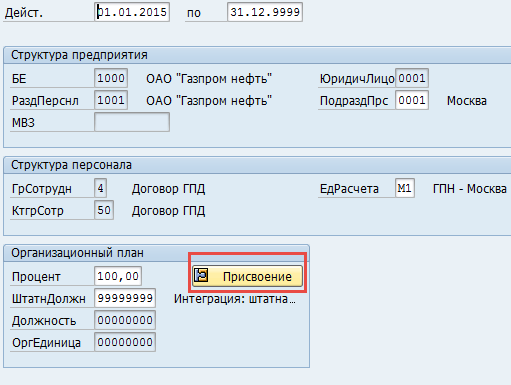 Дейст. 01.01.2015 по 31.12.9999
Структура предприятия
БЕ 1000 ОАО "Газпром нефть" ЮридичЛицо 0001
РаздПерснл 1001 ОАО "Газпром нефть" ПодраздПрс 0001 Москва
МВЗ
Структура персонала
ГрСотрудн 4 Договор ГПД ЕдРасчета М1 ГПН - Москва
КтгрСотр 50 Договор ГПД
Организационный план
Процент 100,00 Присвоение
ШтатнДолжн 99999999 Интеграция: штатна...
Должность 00000000
ОргЕдиница 00000000